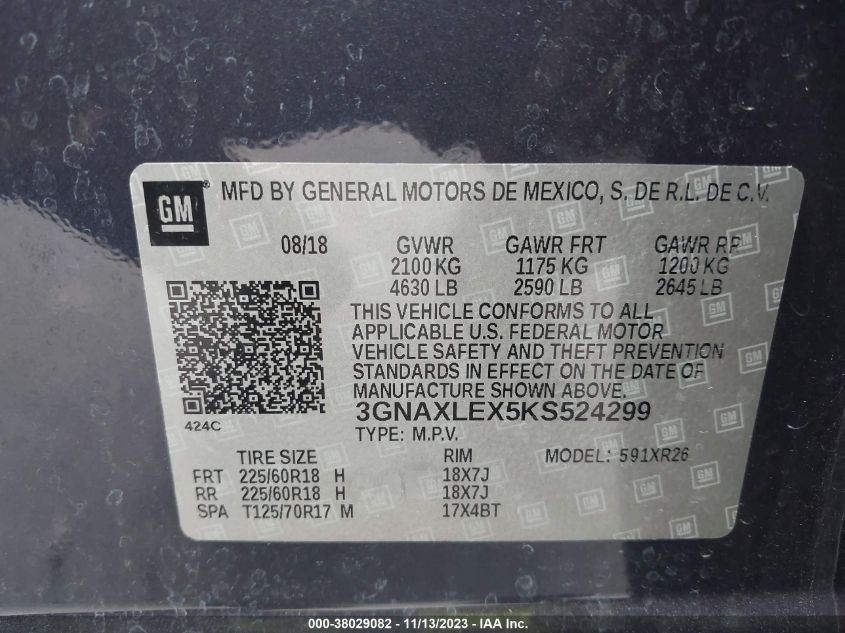 GM
MFD BY GENERAL MOTORS DE MEXICO, S. DE R.L. DE C.V.
08/18 GVWR GAWR FRT GAWR RR
2100 KG 1175 KG 1200 KG
4630 LB 2590 LB 2645 LB
THIS VEHICLE CONFORMS TO ALL
APPLICABLE U.S. FEDERAL MOTOR
VEHICLE SAFETY AND THEFT PREVENTION
STANDARDS IN EFFECT ON THE DATE OF
MANUFACTURE SHOWN ABOVE.
3GNAXLEX5KS524299
424C
TYPE: M.P.V.
TIRE SIZE RIM MODEL: 591XR26
FRT 225/60R18 H 18X7J
RR 225/60R18 H 18X7J
SPA T125/70R17 M 17X4BT
000-38029082 - 11/13/2023 - IAA Inc.